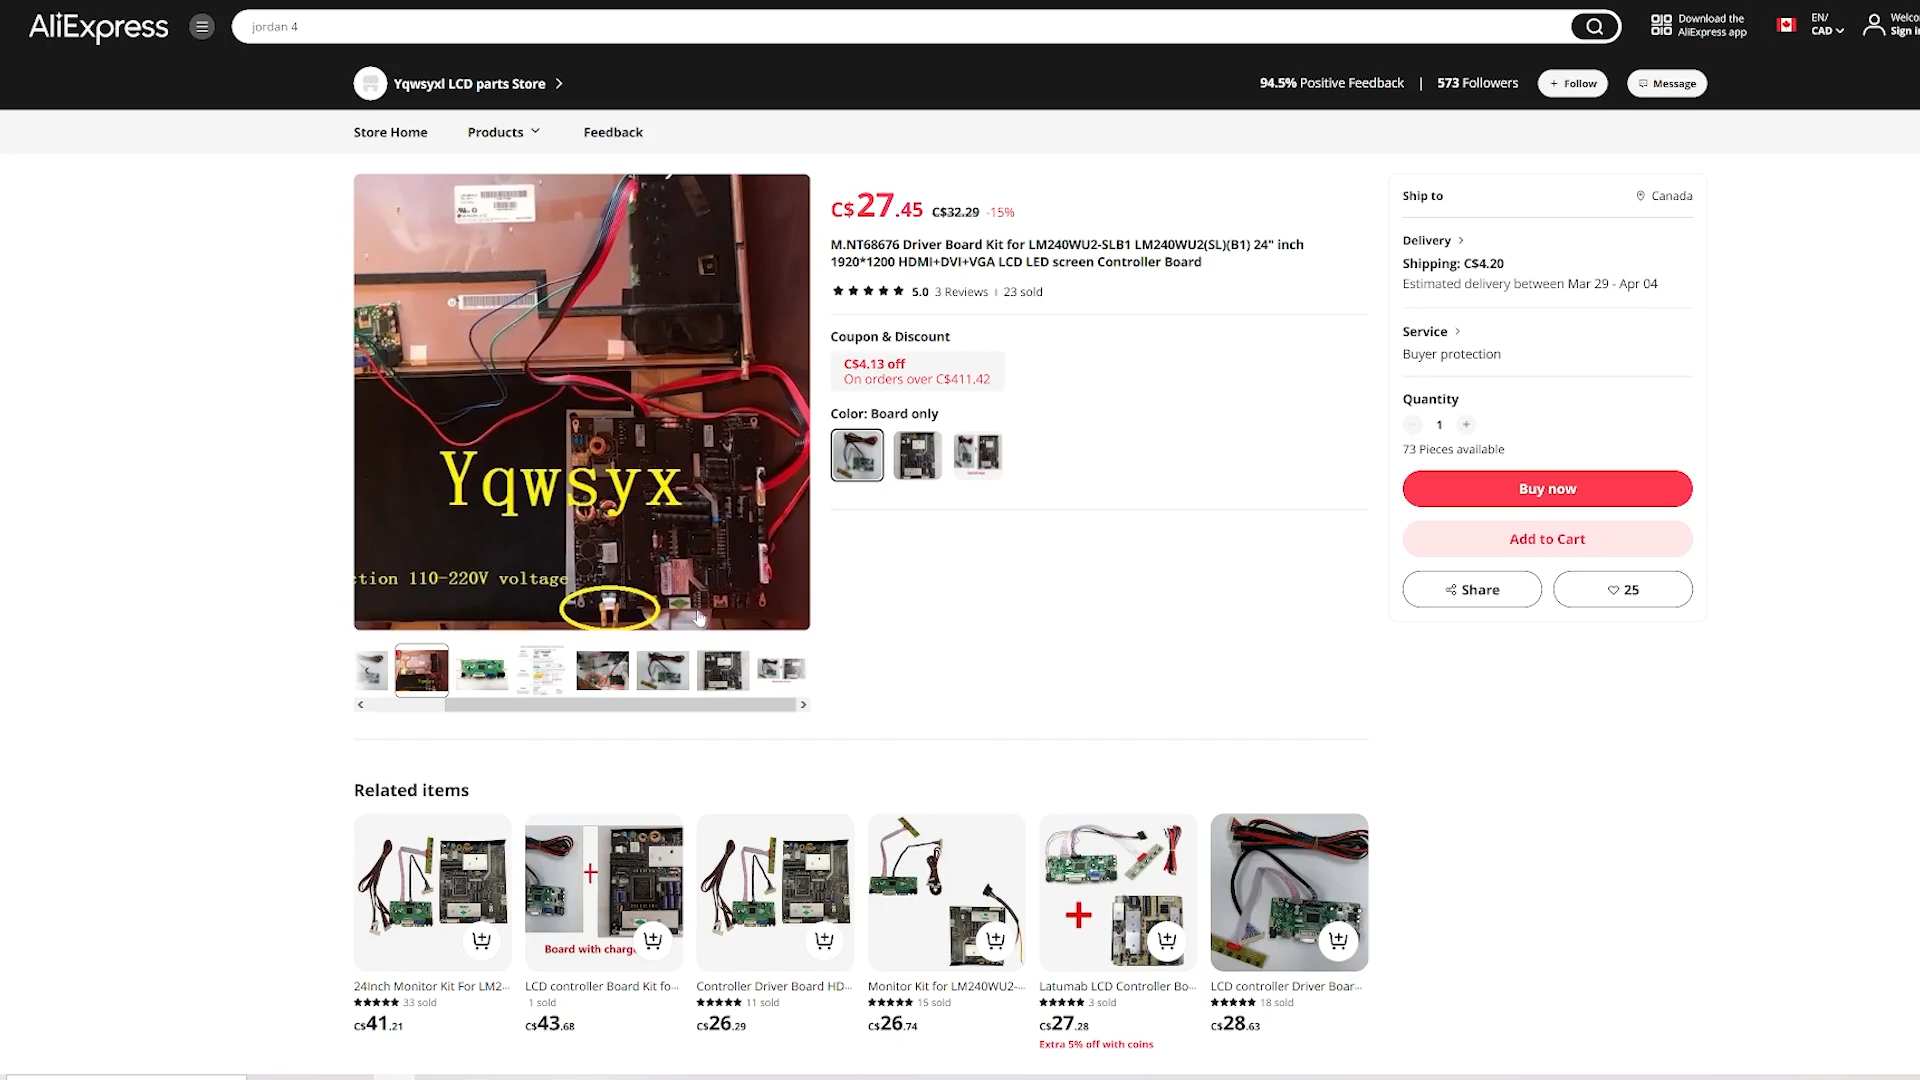 AliExpress
jordan 4
Download the
AliExpress app
EN/
CAD
Welco
Sign in
Yqwsyxl LCD parts Store
94.5% Positive Feedback | 573 Followers
+ Follow
Message
Store Home
Products
Feedback
Yqwsyx
ction 110-220V voltage
C$27.45 C$32.29 -15%
M.NT68676 Driver Board Kit for LM240WU2-SLB1 LM240WU2(SL)(B1) 24" inch
1920*1200 HDMI+DVI+VGA LCD LED screen Controller Board
5.0 3 Reviews | 23 sold
Coupon & Discount
C$4.13 off
On orders over C$411.42
Color: Board only
Ship to
Canada
Delivery
Shipping: C$4.20
Estimated delivery between Mar 29 - Apr 04
Service
Buyer protection
Quantity
- 1 +
73 Pieces available
Buy now
Add to Cart
Share
25
Related items
Board with charg
24Inch Monitor Kit For LM2...
33 sold
C$41.21
LCD controller Board Kit fo...
1 sold
C$43.68
Controller Driver Board HD...
11 sold
C$26.29
Monitor Kit for LM240WU2-...
15 sold
C$26.74
Latumab LCD Controller Bo...
3 sold
C$27.28
Extra 5% off with coins
LCD controller Driver Boar...
18 sold
C$28.63